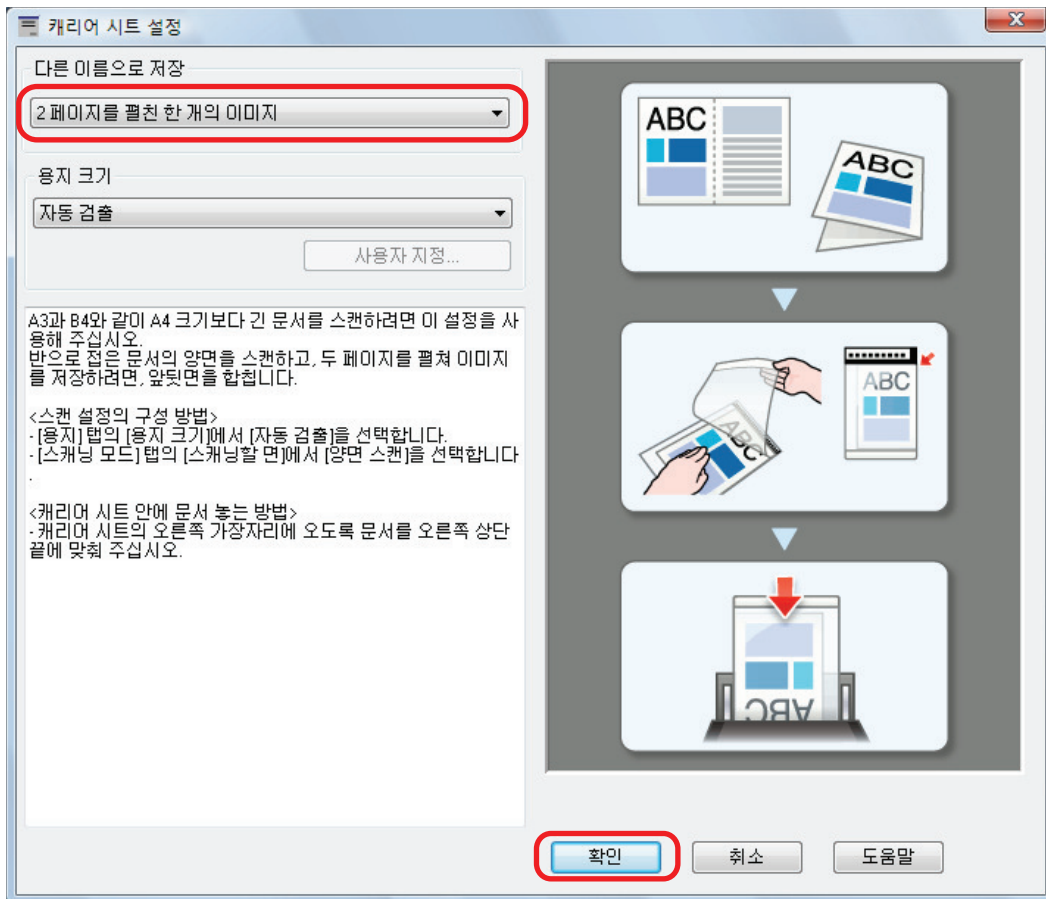 캐리어 시트 설정
다른 이름으로 저장
2 페이지를 펼친 한 개의 이미지
용지 크기
자동 검출
사용자 지정...
A3과 B4와 같이 A4 크기보다 긴 문서를 스캔하려면 이 설정을 사
용해 주십시오.
반으로 접은 문서의 양면을 스캔하고, 두 페이지를 펼쳐 이미지
를 저장하려면, 앞뒷면을 합칩니다.
<스캔 설정의 구성 방법>
- [용지] 탭의 [용지 크기]에서 [자동 검출]을 선택합니다.
- [스캐닝 모드] 탭의 [스캐닝할 면]에서 [양면 스캔]을 선택합니다
.
<캐리어 시트 안에 문서 놓는 방법>
- 캐리어 시트의 오른쪽 가장자리에 오도록 문서를 오른쪽 상단
끝에 맞춰 주십시오.
ABC
ABC
ABC
ABC
ABC
확인
취소
도움말